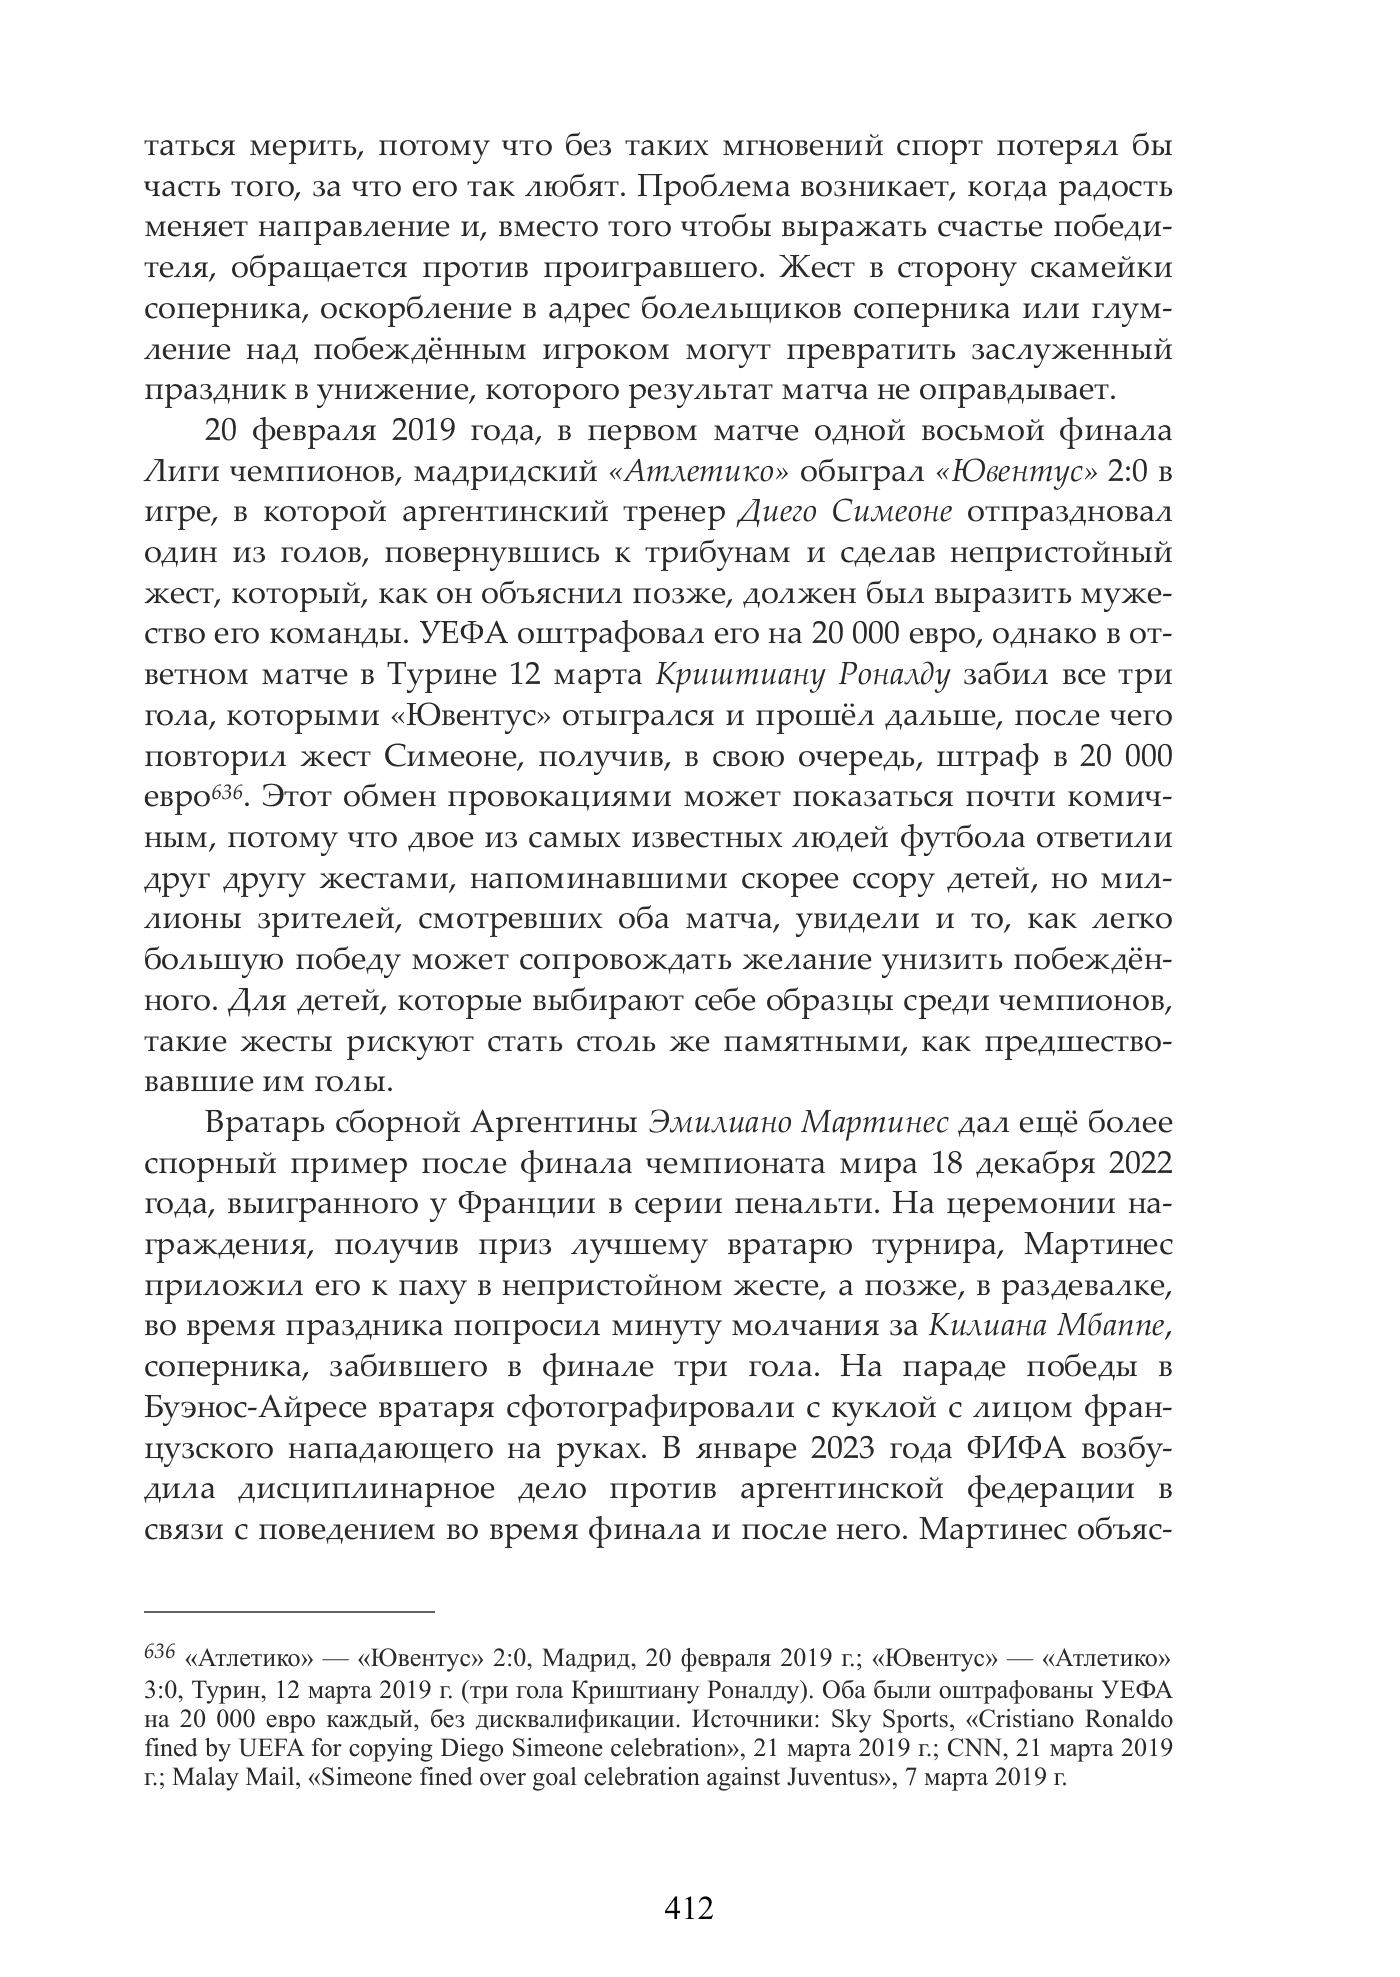 таться мерить, потому что без таких мгновений спорт потерял бы
часть того, за что его так любят. Проблема возникает, когда радость
меняет направление и, вместо того чтобы выражать счастье победи-
теля, обращается против проигравшего. Жест в сторону скамейки
соперника, оскорбление в адрес болельщиков соперника или глум-
ление над побеждённым игроком могут превратить заслуженный
праздник в унижение, которого результат матча не оправдывает.
20 февраля 2019 года, в первом матче одной восьмой финала
Лиги чемпионов, мадридский «Атлетико» обыграл «Ювентус» 2:0 в
игре, в которой аргентинский тренер Диего Симеоне отпраздновал
один из голов, повернувшись к трибунам и сделав непристойный
жест, который, как он объяснил позже, должен был выразить муже-
ство его команды. УЕФА оштрафовал его на 20 000 евро, однако в от-
ветном матче в Турине 12 марта Криштиану Роналду забил все три
гола, которыми «Ювентус» отыгрался и прошёл дальше, после чего
повторил жест Симеоне, получив, в свою очередь, штраф в 20 000
евро636. Этот обмен провокациями может показаться почти комич-
ным, потому что двое из самых известных людей футбола ответили
друг другу жестами, напоминавшими скорее ссору детей, но мил-
лионы зрителей, смотревших оба матча, увидели и то, как легко
большую победу может сопровождать желание унизить побеждён-
ного. Для детей, которые выбирают себе образцы среди чемпионов,
такие жесты рискуют стать столь же памятными, как предшество-
вавшие им голы.
Вратарь сборной Аргентины Эмилиано Мартинес дал ещё более
спорный пример после финала чемпионата мира 18 декабря 2022
года, выигранного у Франции в серии пенальти. На церемонии на-
граждения, получив приз лучшему вратарю турнира, Мартинес
приложил его к паху в непристойном жесте, а позже, в раздевалке,
во время праздника попросил минуту молчания за Килиана Мбаппе,
соперника, забившего в финале три гола. На параде победы в
Буэнос-Айресе вратаря сфотографировали с куклой с лицом фран-
цузского нападающего на руках. В январе 2023 года ФИФА возбу-
дила дисциплинарное дело против аргентинской федерации в
связи с поведением во время финала и после него. Мартинес объяс-
636 «Атлетико» — «Ювентус» 2:0, Мадрид, 20 февраля 2019 г.; «Ювентус» — «Атлетико»
3:0, Турин, 12 марта 2019 г. (три гола Криштиану Роналду). Оба были оштрафованы УЕФА
на 20 000 евро каждый, без дисквалификации. Источники: Sky Sports, «Cristiano Ronaldo
fined by UEFA for copying Diego Simeone celebration», 21 марта 2019 г.; CNN, 21 марта 2019
г.; Malay Mail, «Simeone fined over goal celebration against Juventus», 7 марта 2019 г.
412